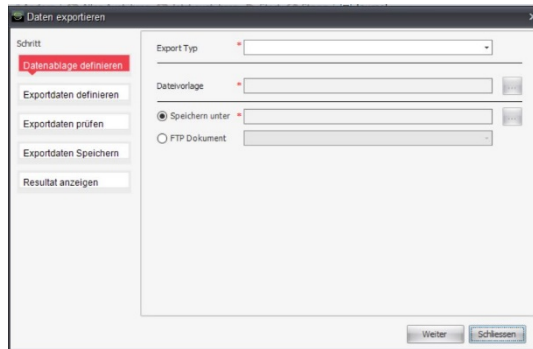 Daten exportieren
Schritt
Datenablage definieren
Exportdaten definieren
Exportdaten prüfen
Exportdaten Speichern
Resultat anzeigen
Export Typ *
Dateivorlage *
Speichern unter *
FTP Dokument
Weiter
Schliessen